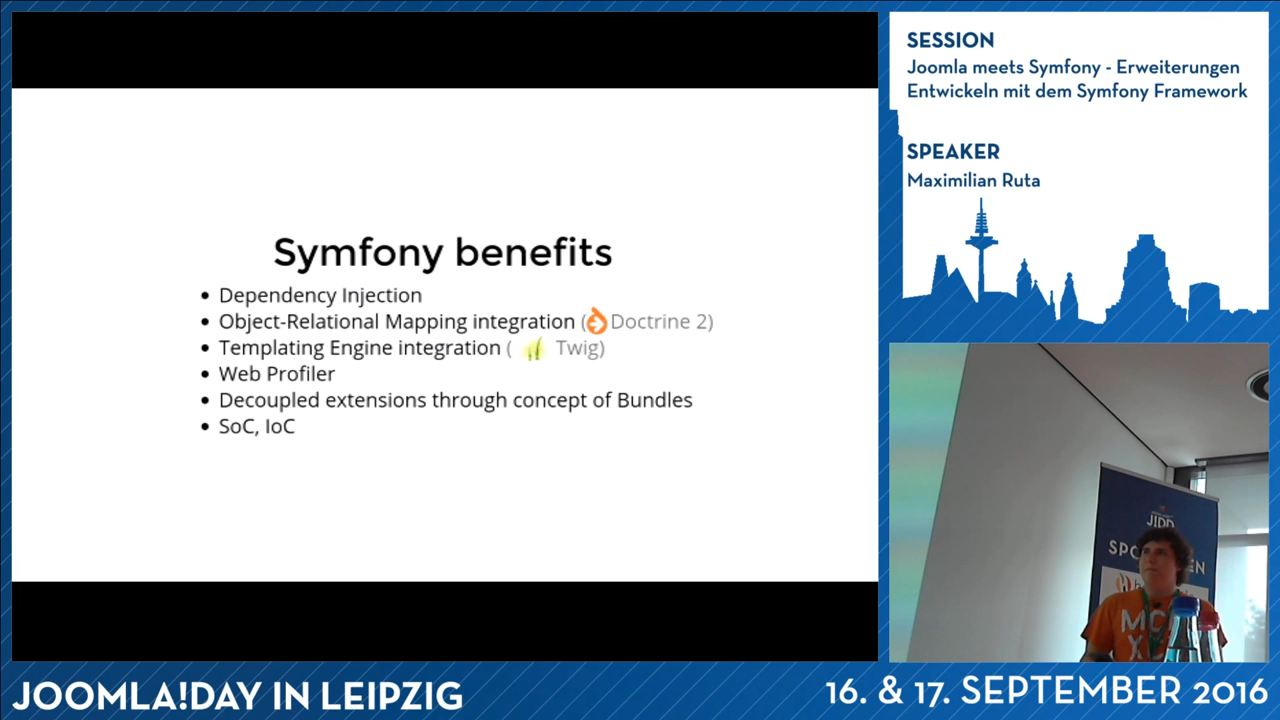 SESSION
Joomla meets Symfony - Erweiterungen
Entwickeln mit dem Symfony Framework
SPEAKER
Maximilian Ruta
Symfony benefits
• Dependency Injection
• Object-Relational Mapping integration (Doctrine 2)
• Templating Engine integration ( Twig)
• Web Profiler
• Decoupled extensions through concept of Bundles
• SoC, IoC
JOOMLA!DAY IN LEIPZIG
16. & 17. SEPTEMBER 2016